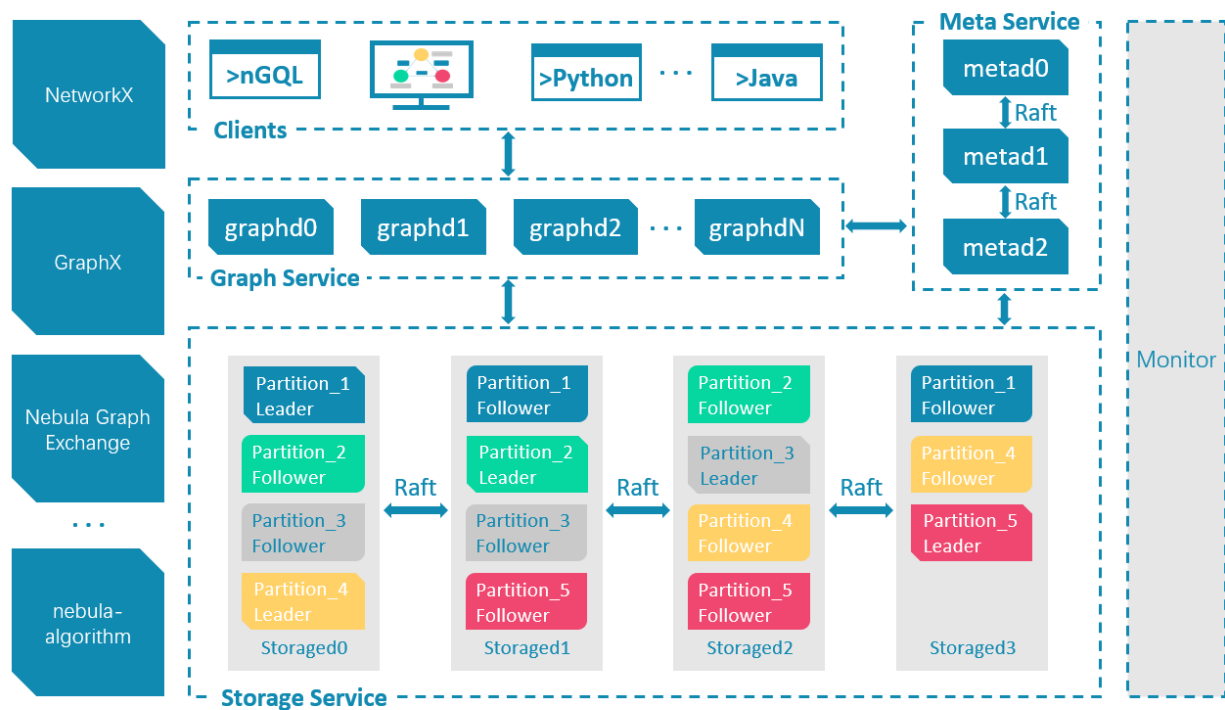 NetworkX
GraphX
Nebula Graph
Exchange
...
nebula-
algorithm
>nGQL
>Python
...
>Java
Clients
graphd0
graphd1
graphd2
...
graphdN
Graph Service
Meta Service
metad0
Raft
metad1
Raft
metad2
Partition_1
Leader
Partition_2
Follower
Partition_3
Follower
Partition_4
Leader
Storaged0
Raft
Partition_1
Follower
Partition_2
Leader
Partition_3
Follower
Partition_5
Follower
Storaged1
Raft
Partition_2
Follower
Partition_3
Leader
Partition_4
Follower
Partition_5
Follower
Storaged2
Raft
Partition_1
Follower
Partition_4
Follower
Partition_5
Leader
Storaged3
Storage Service
Monitor